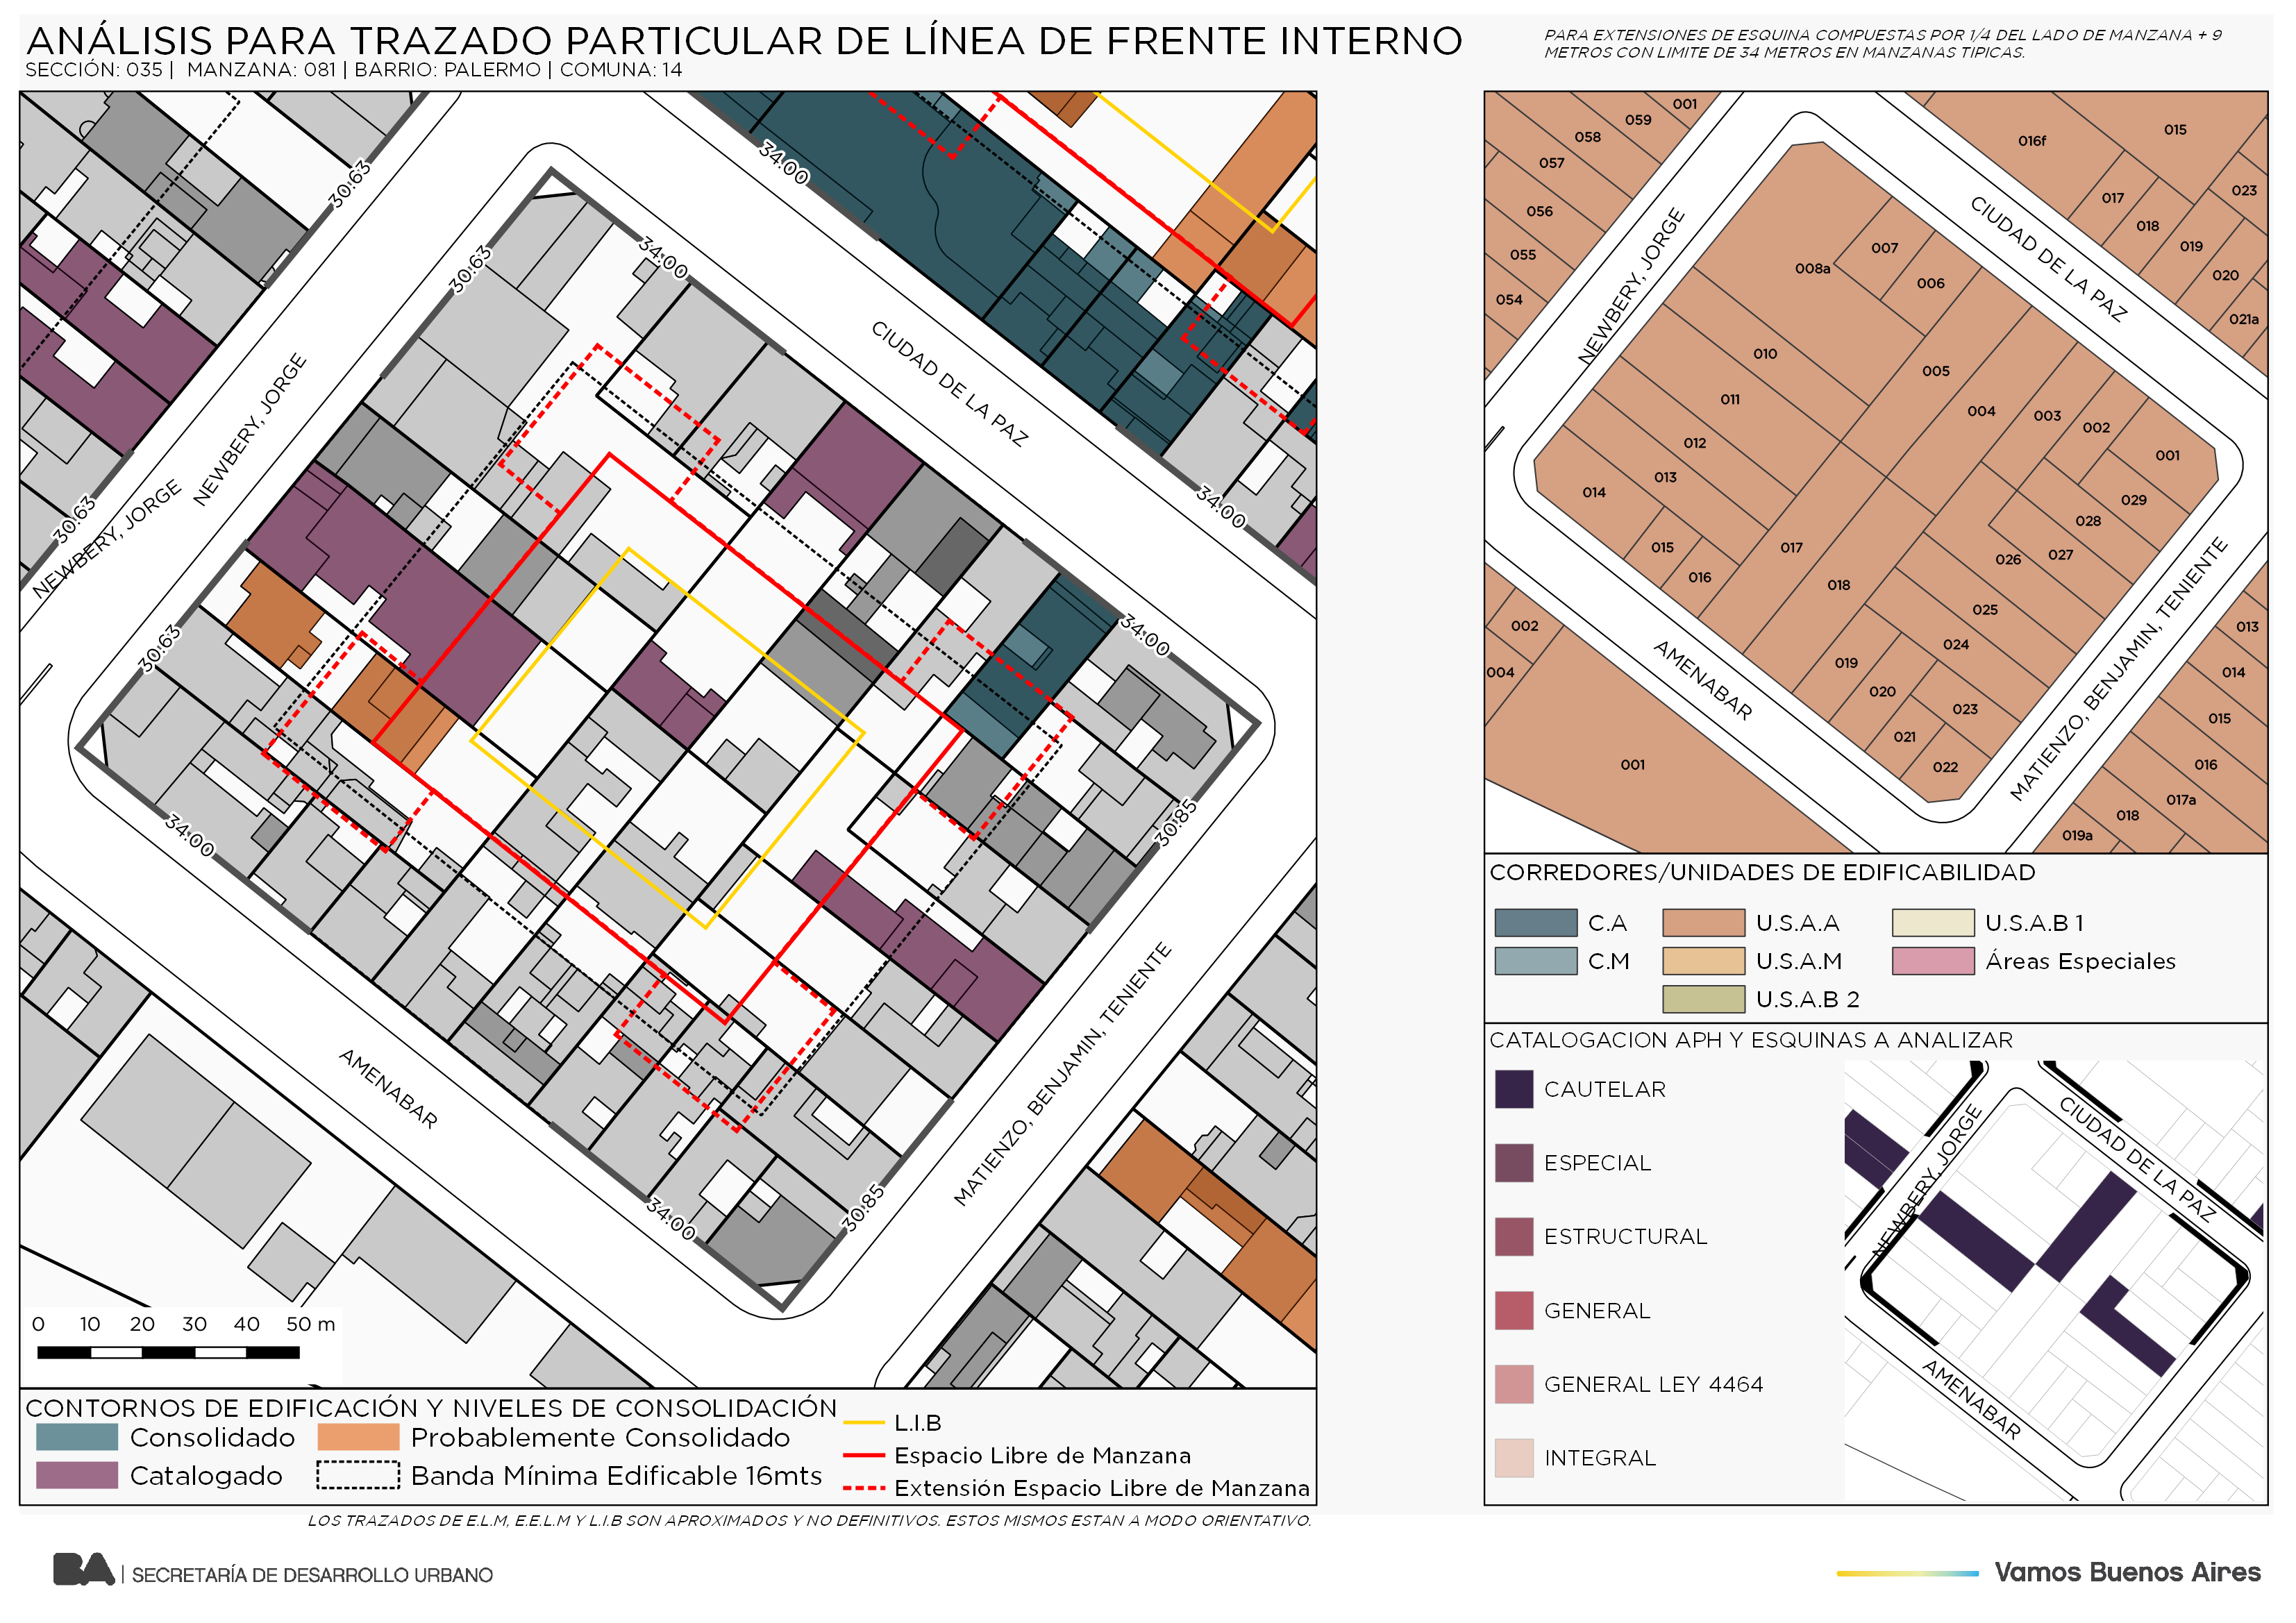 ANÁLISIS PARA TRAZADO PARTICULAR DE LÍNEA DE FRENTE INTERNO
SECCIÓN: 035 | MANZANA: 081 | BARRIO: PALERMO | COMUNA: 14
PARA EXTENSIONES DE ESQUINA COMPUESTAS POR 1/4 DEL LADO DE MANZANA + 9
METROS CON LIMITE DE 34 METROS EN MANZANAS TIPICAS.
30.63
34.00
30.63
34.00
CIUDAD DE LA PAZ
NEWBERY, JORGE
NEWBERY, JORGE
30.63
34.00
30.63
34.00
30.85
34.00
MATIENZO, BENJAMIN, TENIENTE
AMENABAR
34.00
30.85
0 10 20 30 40 50 m
CONTORNOS DE EDIFICACIÓN Y NIVELES DE CONSOLIDACIÓN
Consolidado
Probablemente Consolidado
Catalogado
Banda Mínima Edificable 16mts
L.I.B
Espacio Libre de Manzana
Extensión Espacio Libre de Manzana
LOS TRAZADOS DE E.L.M, E.E.L.M Y L.I.B SON APROXIMADOS Y NO DEFINITIVOS. ESTOS MISMOS ESTAN A MODO ORIENTATIVO.
001
059
058
057
056
055
054
016f
015
017
018
023
019
020
021a
NEWBERY, JORGE
CIUDAD DE LA PAZ
007
008a
006
010
005
011
004
003
002
001
012
013
014
029
028
015
016
017
026
027
018
025
024
019
020
023
021
022
AMENABAR
MATIENZO, BENJAMIN, TENIENTE
002
004
001
013
014
015
016
017a
018
019a
CORREDORES/UNIDADES DE EDIFICABILIDAD
C.A
U.S.A.A
U.S.A.B 1
C.M
U.S.A.M
Áreas Especiales
U.S.A.B 2
CATALOGACION APH Y ESQUINAS A ANALIZAR
CAUTELAR
ESPECIAL
ESTRUCTURAL
GENERAL
GENERAL LEY 4464
INTEGRAL
CIUDAD DE LA PAZ
NEWBERY, JORGE
AMENABAR
BA | SECRETARÍA DE DESARROLLO URBANO
Vamos Buenos Aires